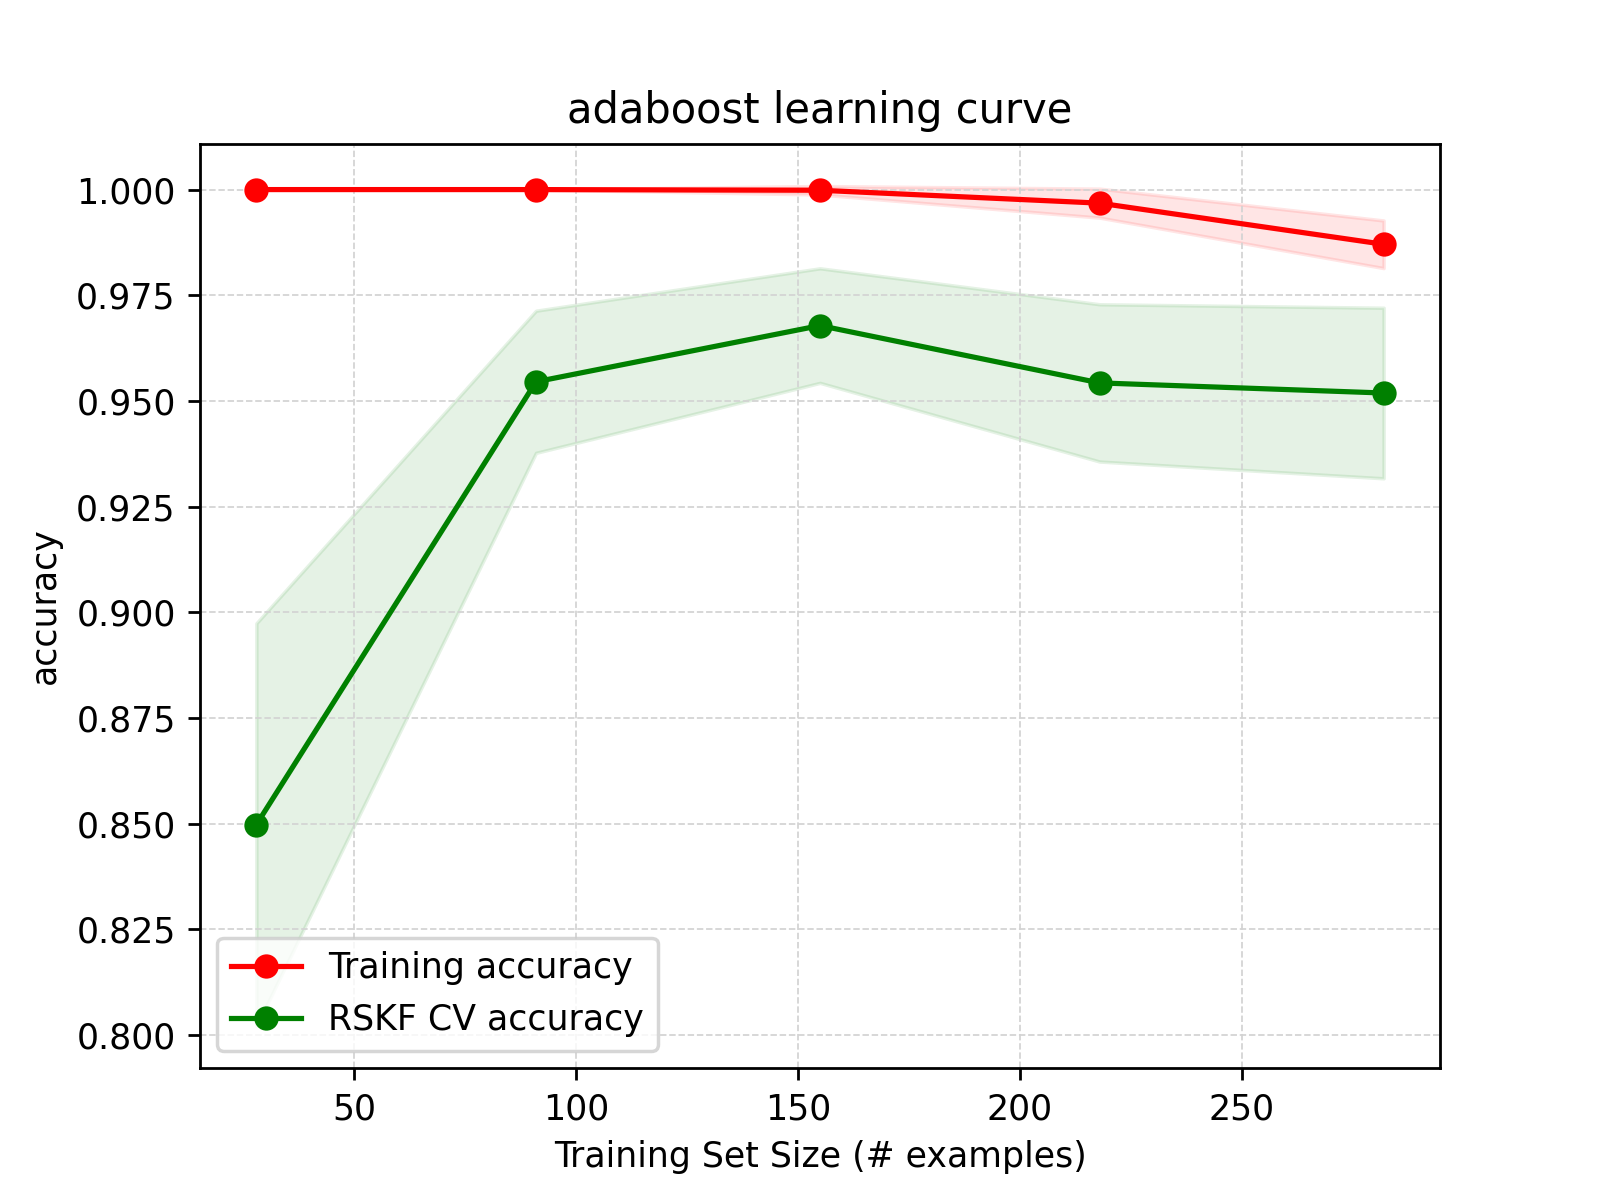 adaboost learning curve
accuracy
1.000
0.975
0.950
0.925
0.900
0.875
0.850
0.825
0.800
Training accuracy
RSKF CV accuracy
50 100 150 200 250
Training Set Size (# examples)